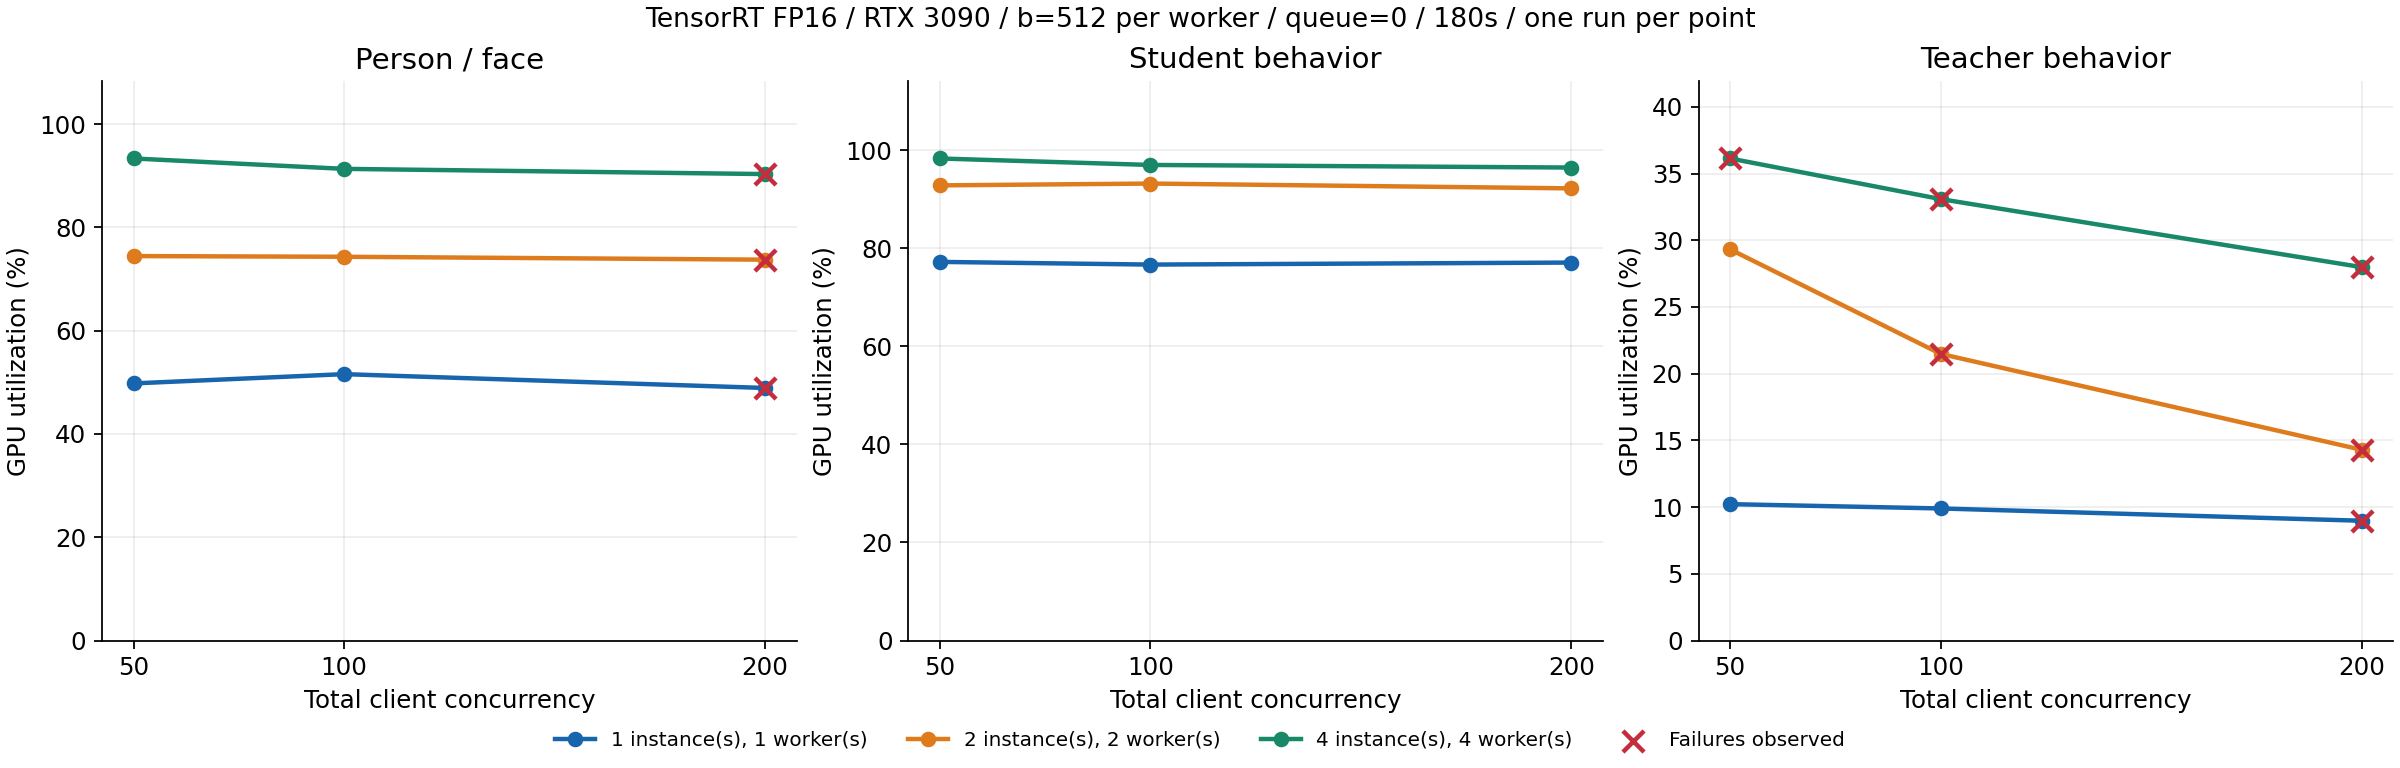 TensorRT FP16 / RTX 3090 / b=512 per worker / queue=0 / 180s / one run per point
Person / face
GPU utilization (%)
100
80
60
40
20
0
50 100 200
Total client concurrency
Student behavior
GPU utilization (%)
100
80
60
40
20
0
50 100 200
Total client concurrency
Teacher behavior
GPU utilization (%)
40
35
30
25
20
15
10
5
0
50 100 200
Total client concurrency
1 instance(s), 1 worker(s) 2 instance(s), 2 worker(s) 4 instance(s), 4 worker(s) Failures observed